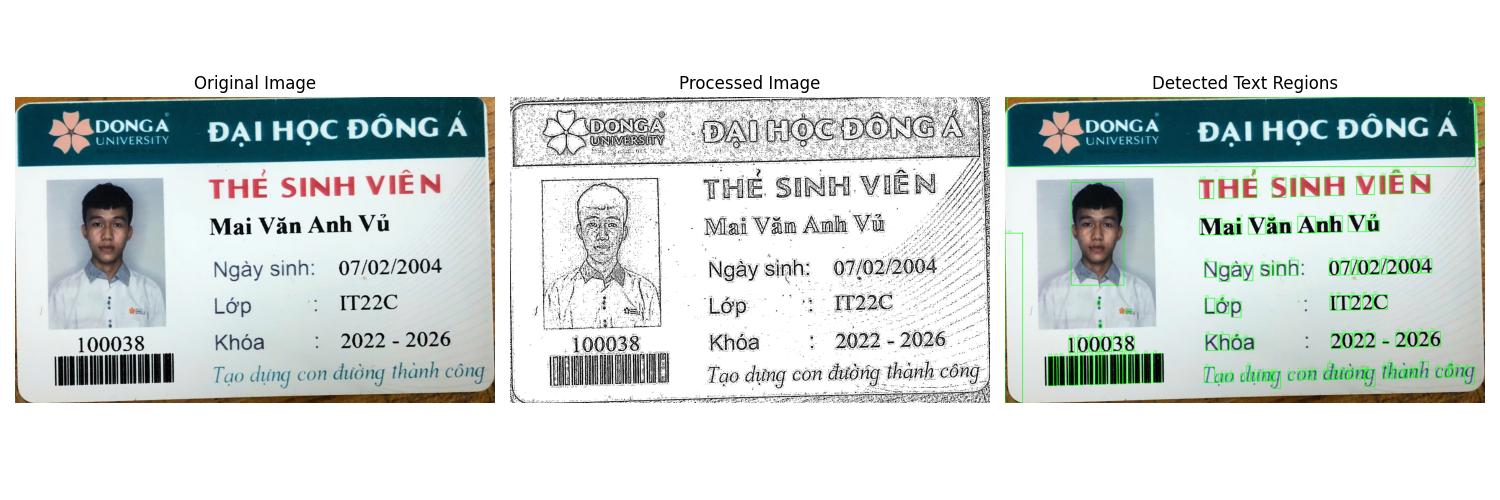 Original Image
DONG A
UNIVERSITY
ĐẠI HỌC ĐÔNG Á
THẺ SINH VIÊN
Mai Văn Anh Vủ
Ngày sinh: 07/02/2004
Lớp : IT22C
Khóa : 2022 - 2026
100038
Tạo dựng con đường thành công
Processed Image
DONG A
UNIVERSITY
ĐẠI HỌC ĐÔNG Á
THẺ SINH VIÊN
Mai Văn Anh Vủ
Ngày sinh: 07/02/2004
Lớp : IT22C
Khóa : 2022 - 2026
100038
Tạo dựng con đường thành công
Detected Text Regions
DONG A
UNIVERSITY
ĐẠI HỌC ĐÔNG Á
THẺ SINH VIÊN
Mai Văn Anh Vủ
Ngày sinh: 07/02/2004
Lớp : IT22C
Khóa : 2022 - 2026
100038
Tạo dựng con đường thành công